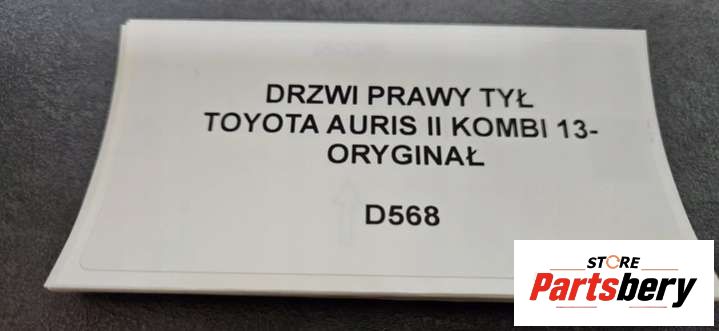 DRZWI PRAWY TYŁ
TOYOTA AURIS II KOMBI 13-
ORYGINAŁ
D568
STORE
Partsbery